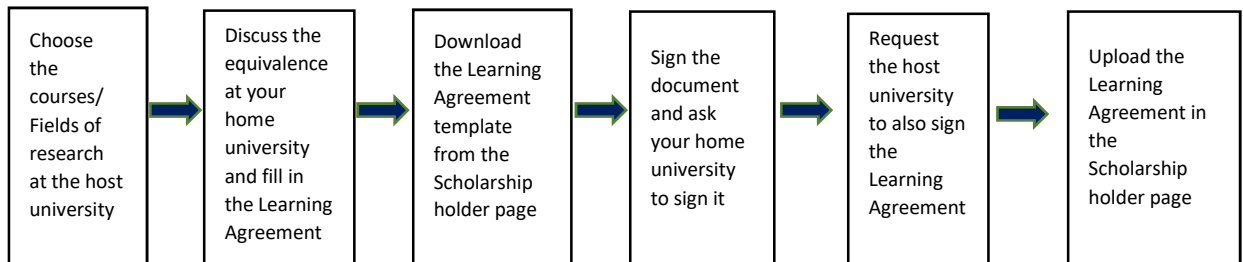 Choose
the
courses/
Fields of
research
at the host
university
Discuss the
equivalence
at your
home
university
and fill in
the Learning
Agreement
Download
the Learning
Agreement
template
from the
Scholarship
holder page
Sign the
document
and ask
your home
university
to sign it
Request
the host
university
to also sign
the
Learning
Agreement
Upload the
Learning
Agreement in
the
Scholarship
holder page